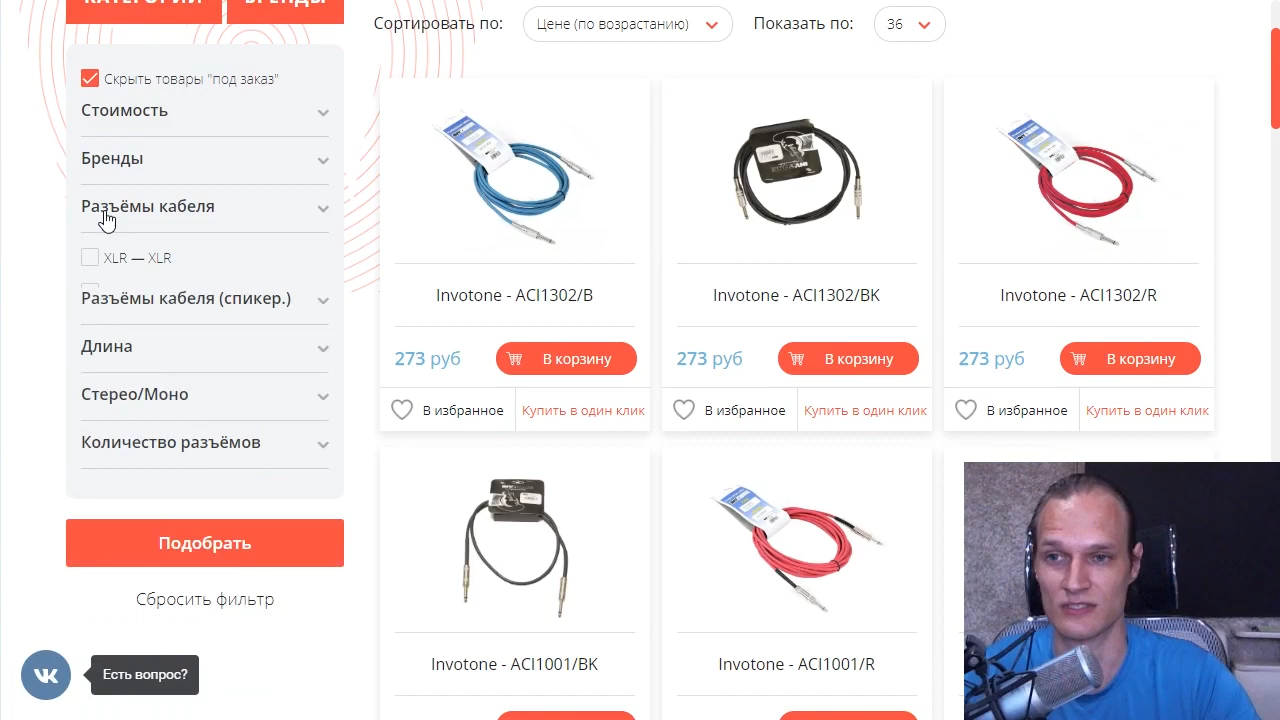 КАТЕГОРИИ БРЕНДЫ
Сортировать по: Цене (по возрастанию) Показать по: 36
Скрыть товары "под заказ"
Стоимость
Бренды
Разъёмы кабеля
XLR — XLR
Разъёмы кабеля (спикер.)
Длина
Стерео/Моно
Количество разъёмов
Подобрать
Сбросить фильтр
Есть вопрос?
Invotone - ACI1302/B
273 руб В корзину
В избранное Купить в один клик
Invotone - ACI1302/BK
273 руб В корзину
В избранное Купить в один клик
Invotone - ACI1302/R
273 руб В корзину
В избранное Купить в один клик
Invotone - ACI1001/BK
Invotone - ACI1001/R